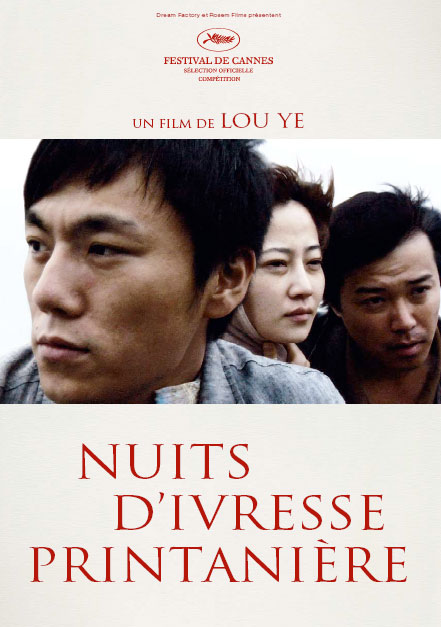 Dream Factory et Rosem Films présentent
FESTIVAL DE CANNES
SÉLECTION OFFICIELLE
COMPÉTITION
UN FILM DE LOU YE
NUITS
D'IVRESSE
PRINTANIÈRE